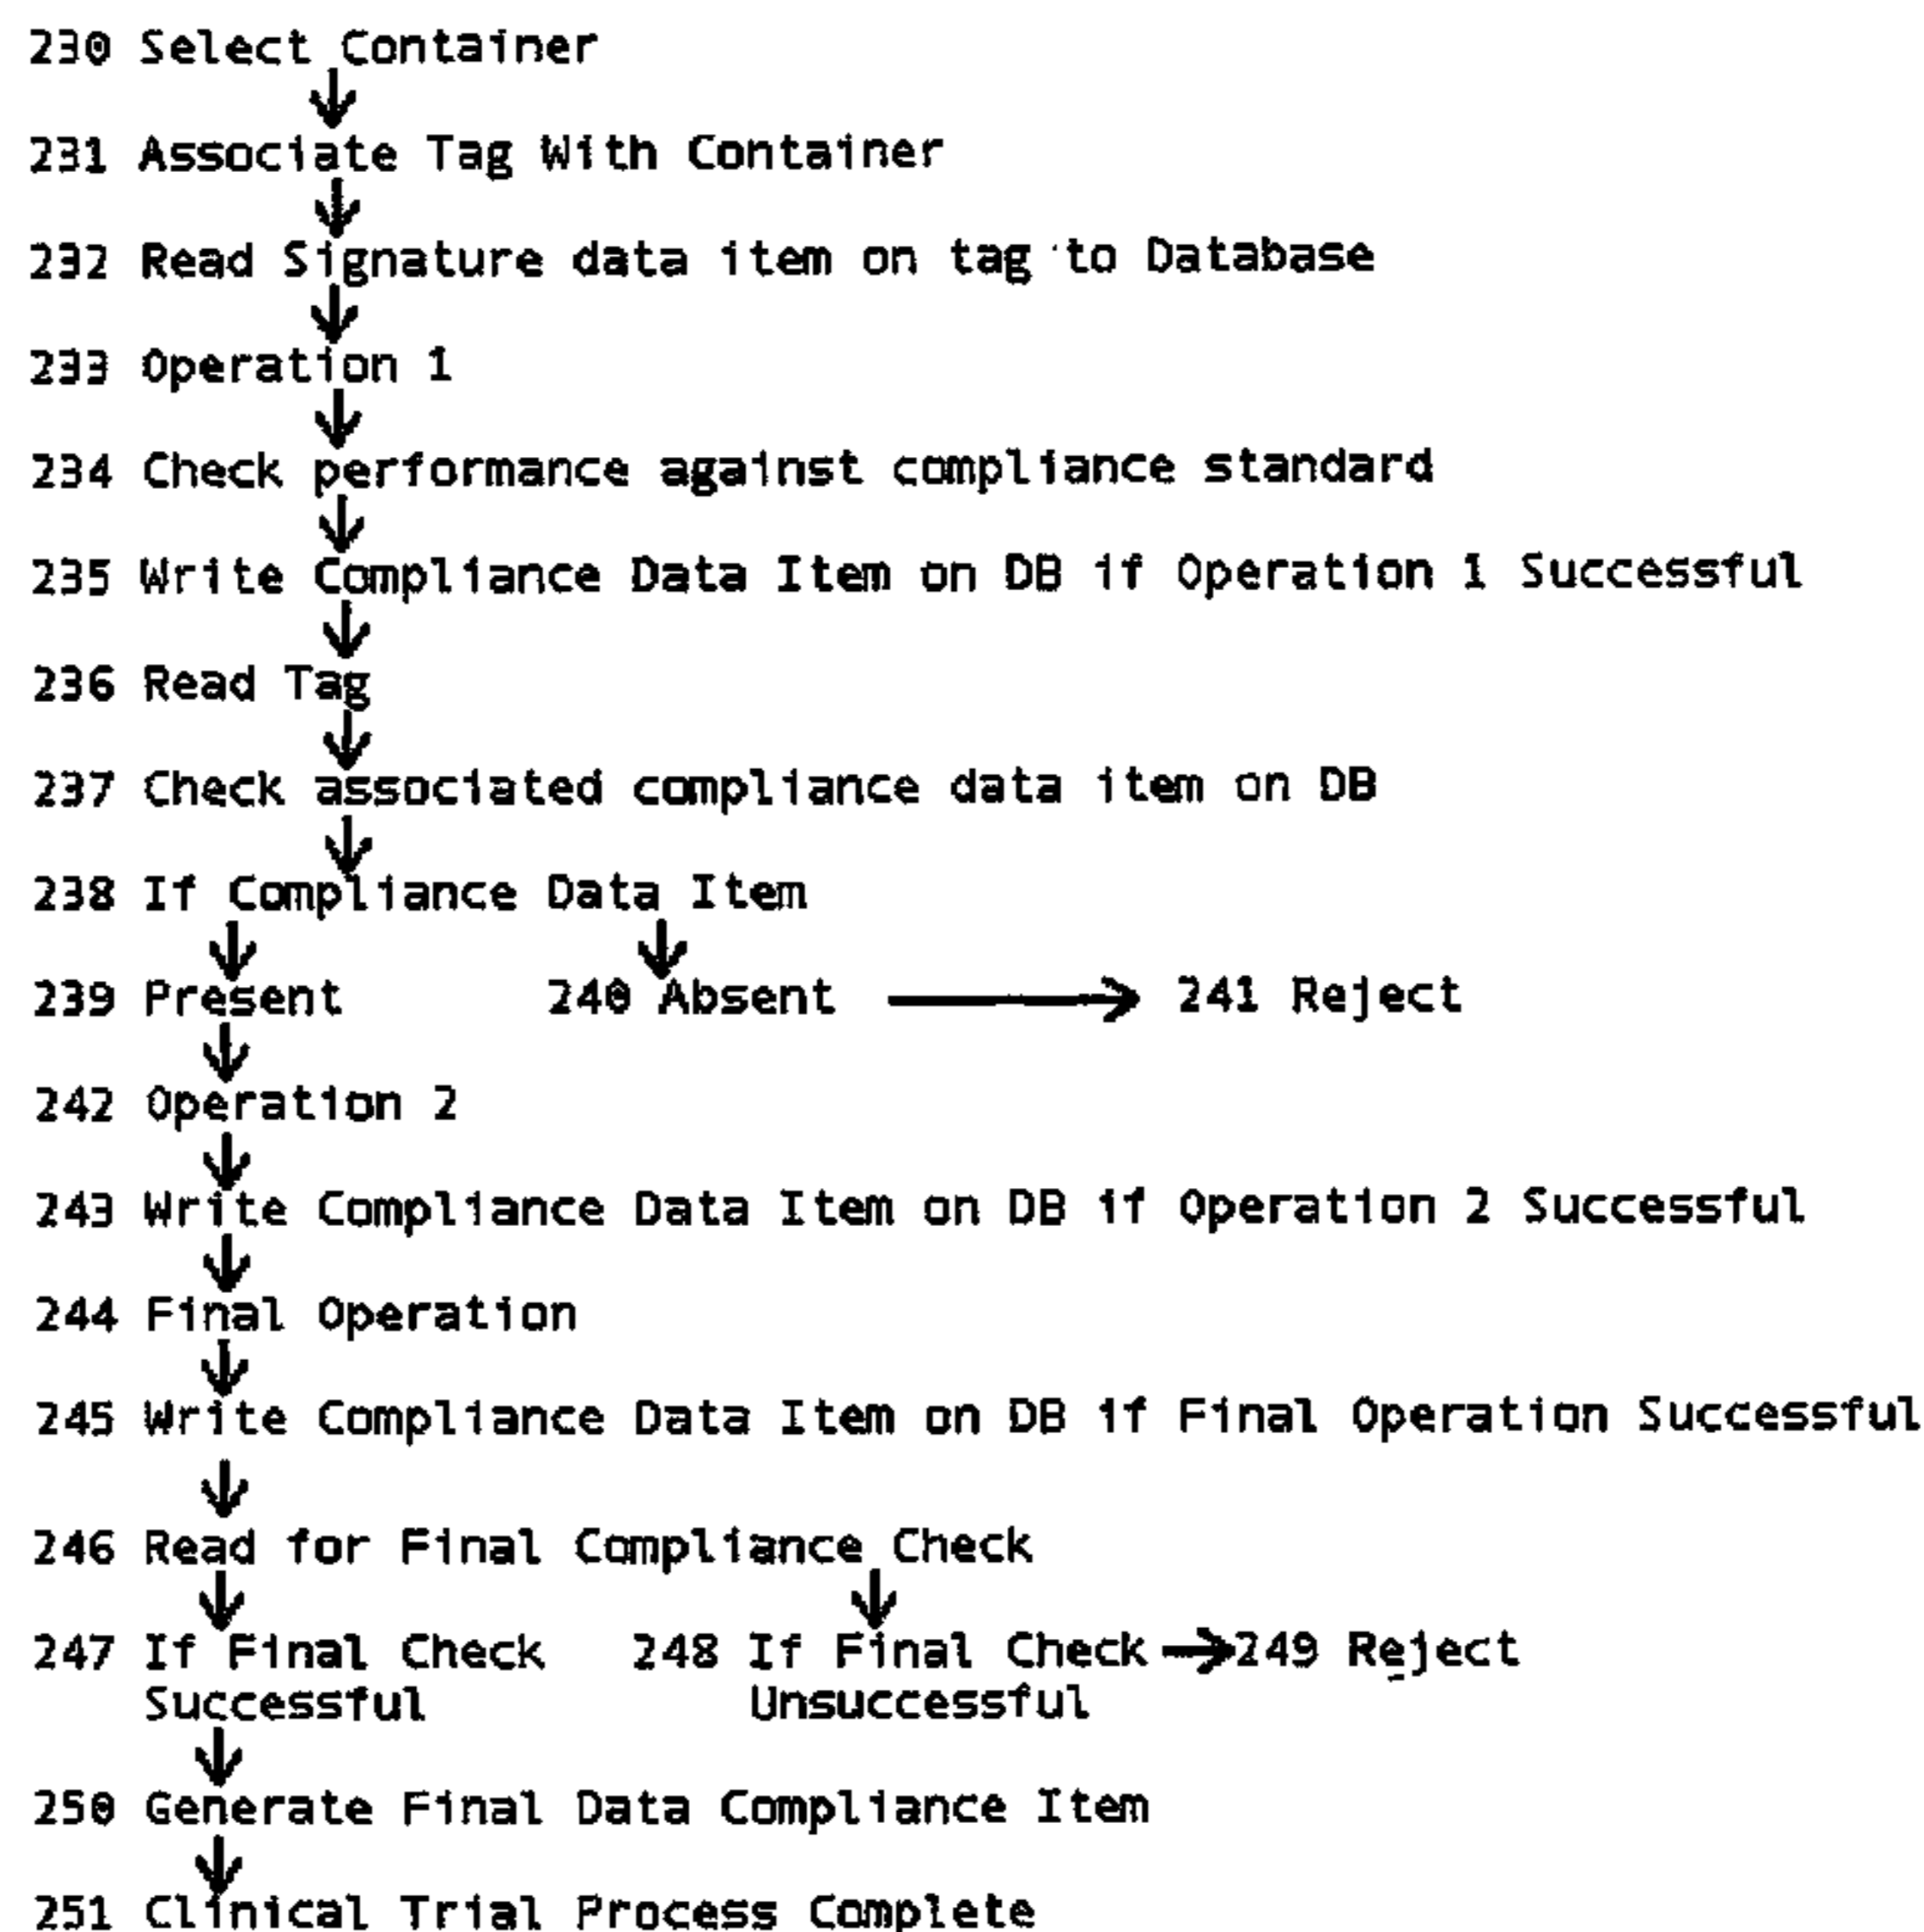 230 Select Container
231 Associate Tag With Container
232 Read Signature data item on tag to Database
233 Operation 1
234 Check performance against compliance standard
235 Write Compliance Data Item on DB if Operation 1 Successful
236 Read Tag
237 Check associated compliance data item on DB
238 If Compliance Data Item
239 Present 240 Absent 241 Reject
242 Operation 2
243 Write Compliance Data Item on DB if Operation 2 Successful
244 Final Operation
245 Write Compliance Data Item on DB if Final Operation Successful
246 Read for Final Compliance Check
247 If Final Check 248 If Final Check 249 Reject
Successful Unsuccessful
250 Generate Final Data Compliance Item
251 Clinical Trial Process Complete